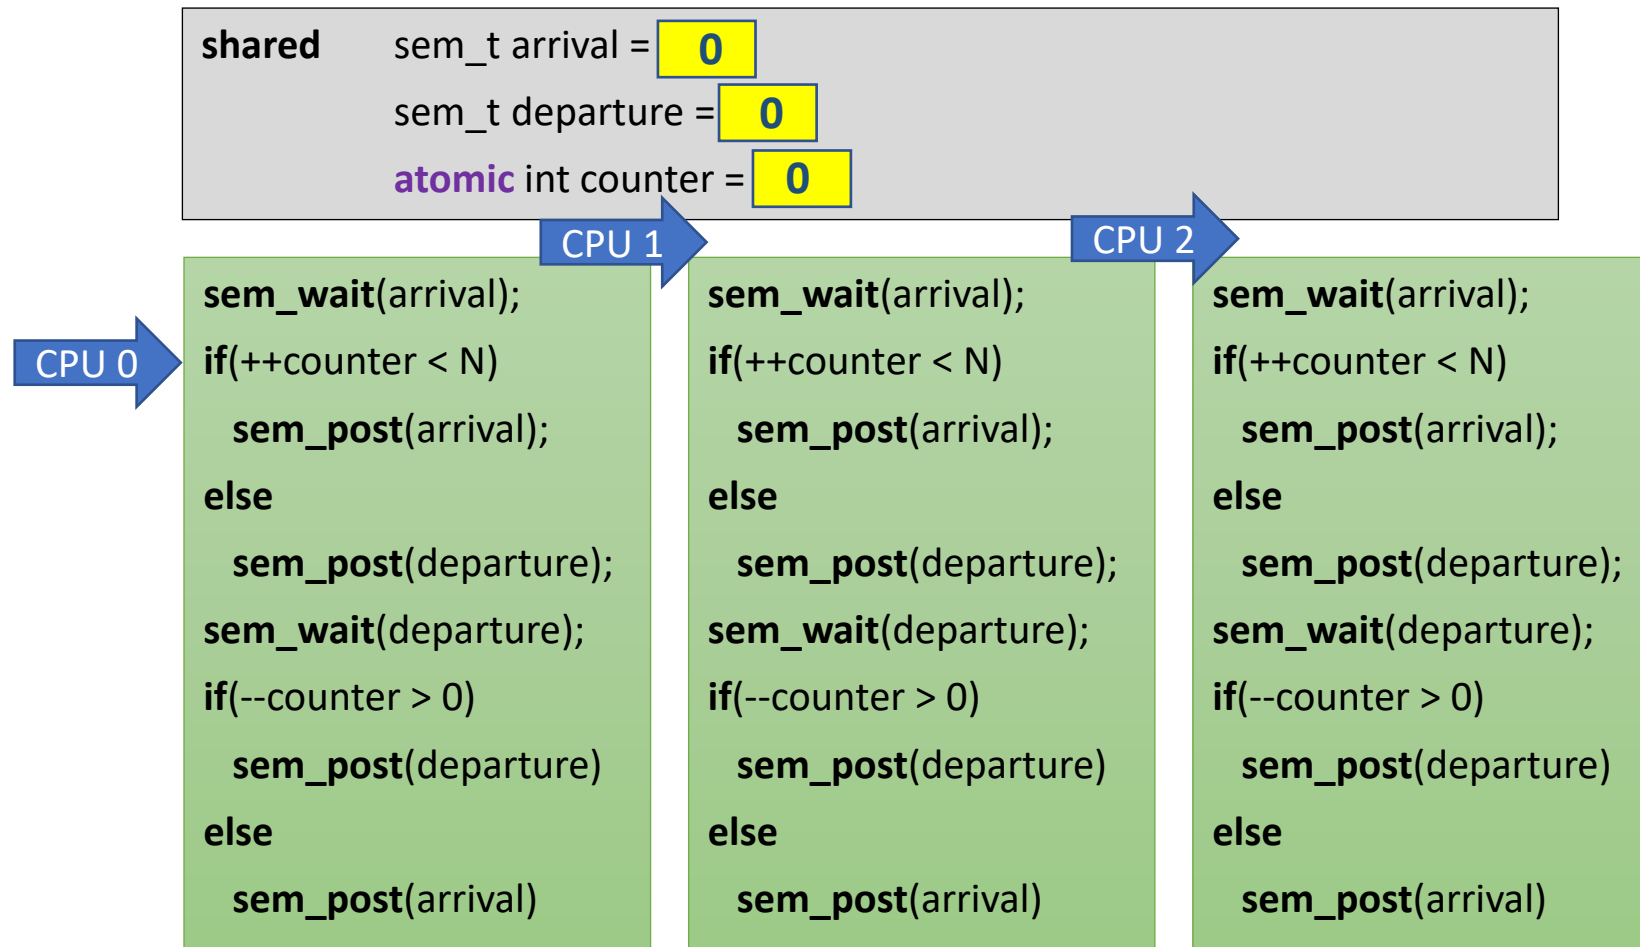 shared sem_t arrival = 0
sem_t departure = 0
atomic int counter = 0
CPU 1
CPU 2
CPU 0
sem_wait(arrival);
if(++counter < N)
sem_post(arrival);
else
sem_post(departure);
sem_wait(departure);
if(--counter > 0)
sem_post(departure)
else
sem_post(arrival)
sem_wait(arrival);
if(++counter < N)
sem_post(arrival);
else
sem_post(departure);
sem_wait(departure);
if(--counter > 0)
sem_post(departure)
else
sem_post(arrival)
sem_wait(arrival);
if(++counter < N)
sem_post(arrival);
else
sem_post(departure);
sem_wait(departure);
if(--counter > 0)
sem_post(departure)
else
sem_post(arrival)